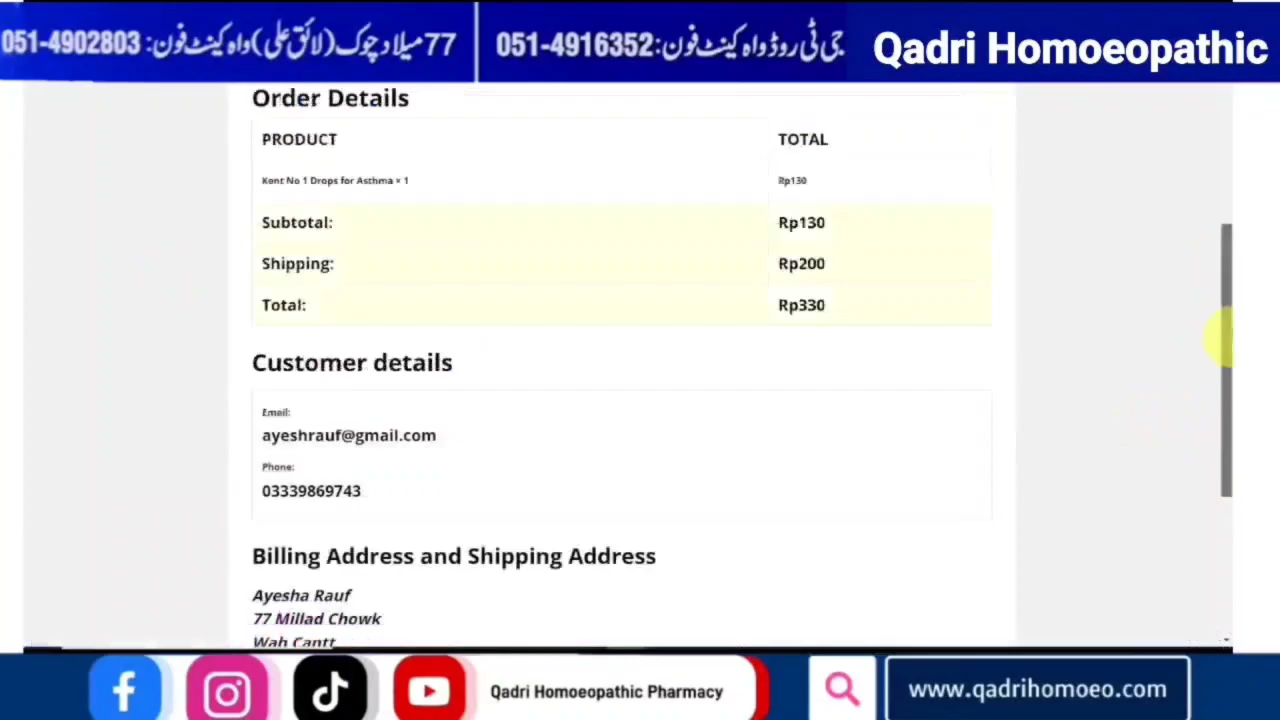 77 میلاد چوک (لائق علی) واہ کینٹ فون: 051-4902803
جی ٹی روڈ واہ کینٹ فون: 051-4916352
Qadri Homoeopathic
Order Details
PRODUCT TOTAL
Kent No 1 Drops for Asthma × 1 Rp130
Subtotal: Rp130
Shipping: Rp200
Total: Rp330
Customer details
Email:
ayeshrauf@gmail.com
Phone:
03339869743
Billing Address and Shipping Address
Ayesha Rauf
77 Millad Chowk
Wah Cantt
Qadri Homoeopathic Pharmacy
www.qadrihomoeo.com